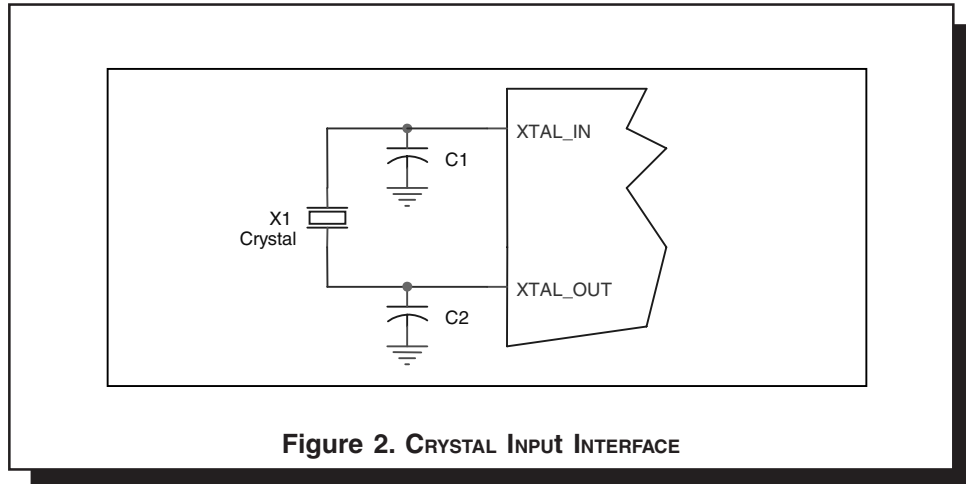 XTAL_IN
C1
X1
Crystal
XTAL_OUT
C2
Figure 2. CRYSTAL INPUt INTERFACE